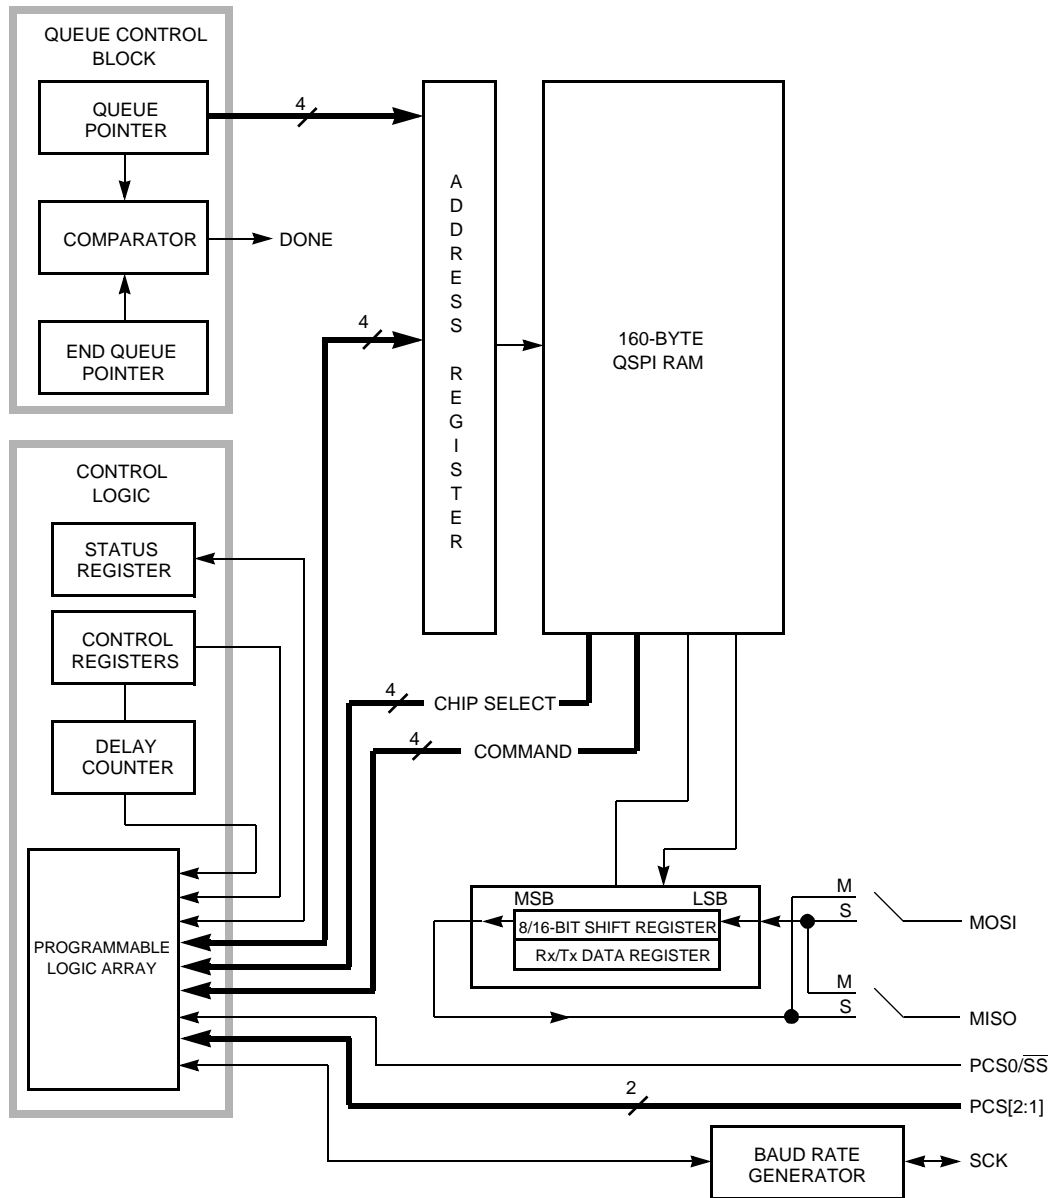 QUEUE CONTROL
BLOCK
QUEUE
POINTER
4
COMPARATOR
DONE
END QUEUE
POINTER
4
ADDRESS REGISTER
160-BYTE
QSPI RAM
CONTROL
LOGIC
STATUS
REGISTER
CONTROL
REGISTERS
DELAY
COUNTER
4
CHIP SELECT
4
COMMAND
PROGRAMMABLE
LOGIC ARRAY
MSB
LSB
8/16-BIT SHIFT REGISTER
Rx/Tx DATA REGISTER
M
S
MOSI
M
S
MISO
PCS0/S̅S̅
2
PCS[2:1]
BAUD RATE
GENERATOR
SCK